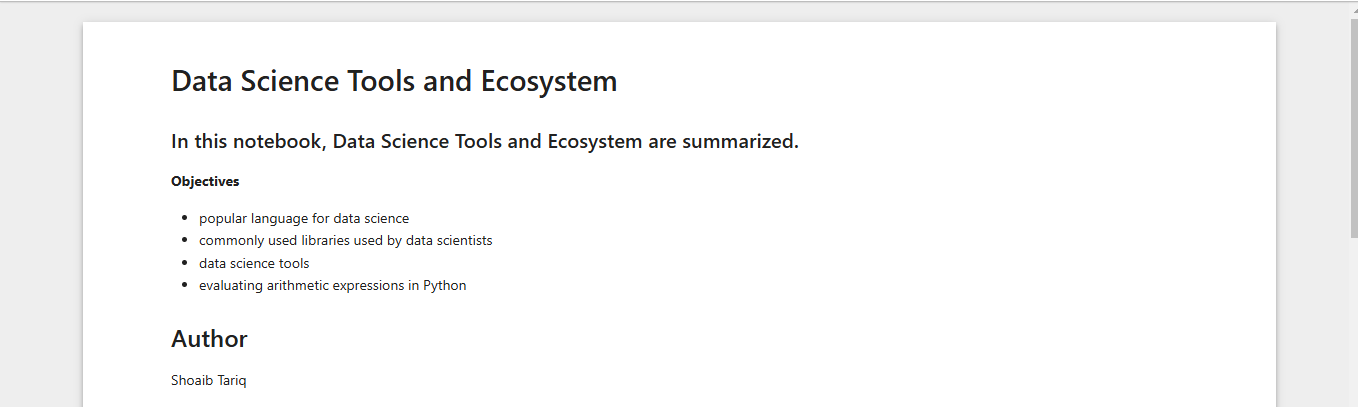 Data Science Tools and Ecosystem
In this notebook, Data Science Tools and Ecosystem are summarized.
Objectives
popular language for data science
commonly used libraries used by data scientists
data science tools
evaluating arithmetic expressions in Python
Author
Shoaib Tariq